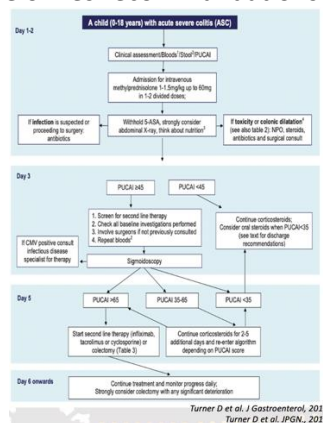 A child (0-18 years) with acute severe colitis (ASC)
Day 1-2
Clinical assessment/Bloods¹/Stool²/PUCAI
Admission for intravenous
methylprednisolone 1-1.5mg/kg up to 60mg
in 1-2 divided doses;
If infection is suspected or
proceeding to surgery:
antibiotics
Withhold 5-ASA, strongly consider
abdominal X-ray, think about nutrition³
If toxicity or colonic dilatation⁴
(see also table 2): NPO, steroids,
antibiotics and surgical consult
Day 3
PUCAI ≥45
PUCAI <45
1. Screen for second line therapy
2. Check all baseline investigations performed
3. Involve surgeons if not previously consulted
4. Repeat bloods⁵
Continue corticosteroids;
Consider oral steroids when PUCAI<35
(see text for discharge
recommendations)
If CMV positive consult
infectious disease
specialist for therapy
Sigmoidoscopy
Day 5
PUCAI >65
PUCAI 35-65
PUCAI <35
Start second line therapy (infliximab,
tacrolimus or cyclosporine) or
colectomy (Table 3)
Continue corticosteroids for 2-5
additional days and re-enter algorithm
depending on PUCAI score
Day 6 onwards
Continue treatment and monitor progress daily;
Strongly consider colectomy with any significant deterioration
Turner D et al. J Gastroenterol, 201
Turner D et al. JPGN., 201